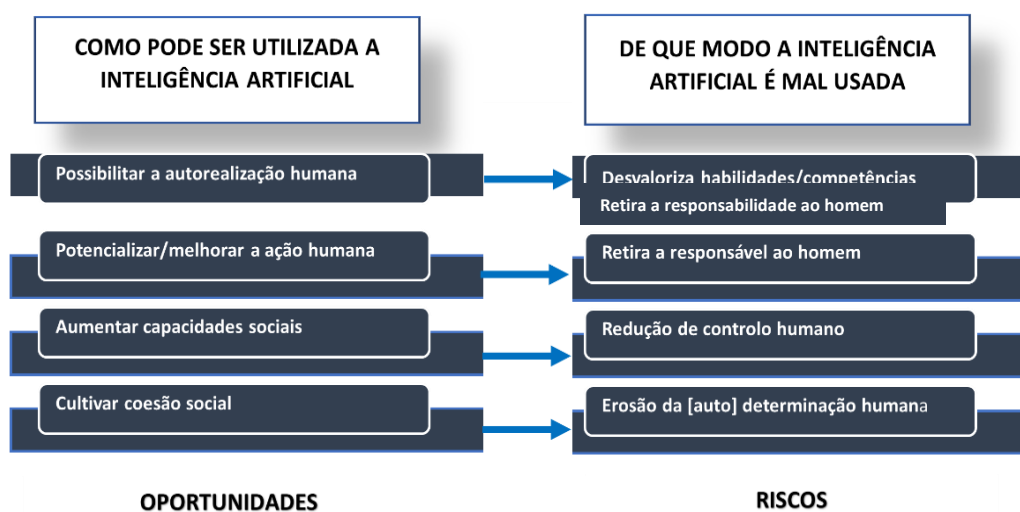 COMO PODE SER UTILIZADA A
INTELIGÊNCIA ARTIFICIAL
DE QUE MODO A INTELIGÊNCIA
ARTIFICIAL É MAL USADA
Possibilitar a autorealização humana
Desvaloriza habilidades/competências
Retira a responsabilidade ao homem
Potencializar/melhorar a ação humana
Retira a responsável ao homem
Aumentar capacidades sociais
Redução de controlo humano
Cultivar coesão social
Erosão da [auto] determinação humana
OPORTUNIDADES
RISCOS